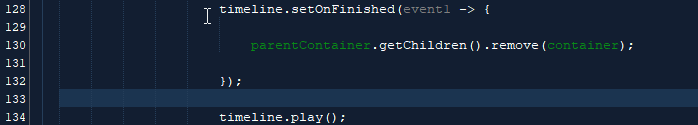 128 timeline.setOnFinished(event1 -> {
129
130 parentContainer.getChildren().remove(container);
131
132 });
133
134 timeline.play();